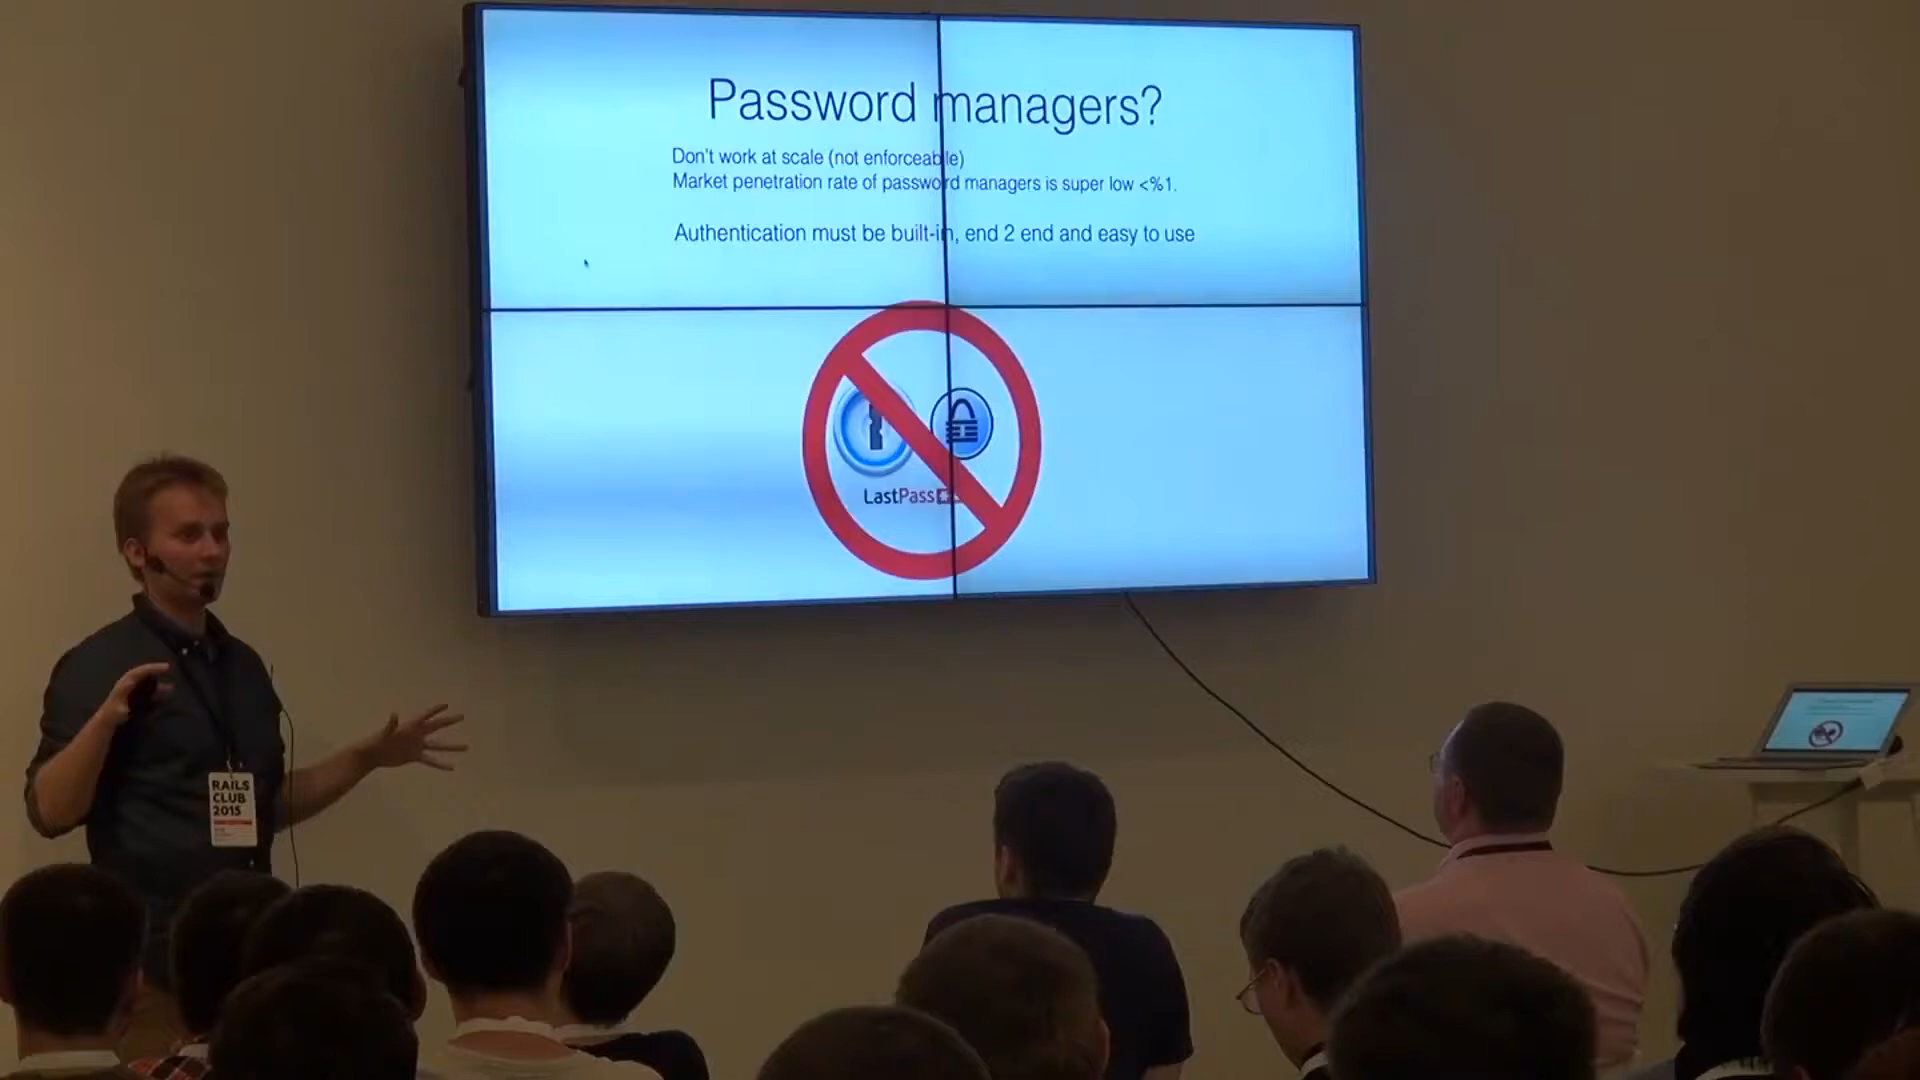 Password managers?
Don't work at scale (not enforceable)
Market penetration rate of password managers is super low <%1.
Authentication must be built-in, end 2 end and easy to use
LastPass
RAILS
CLUB
2015